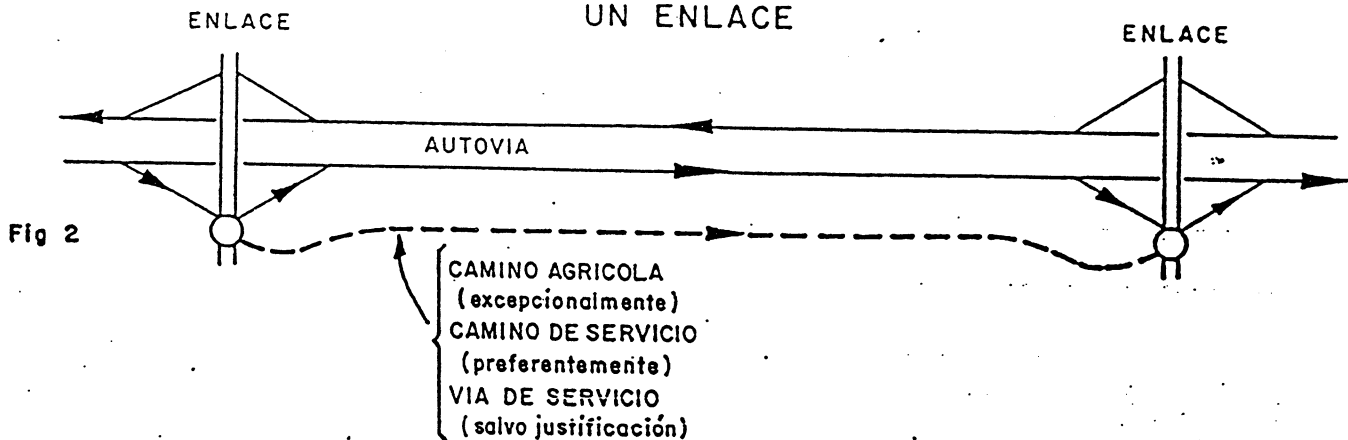 UN ENLACE
ENLACE
ENLACE
AUTOVIA
Fig 2
CAMINO AGRICOLA
(excepcionalmente)
CAMINO DE SERVICIO
(preferentemente)
VIA DE SERVICIO
(salvo justificación)